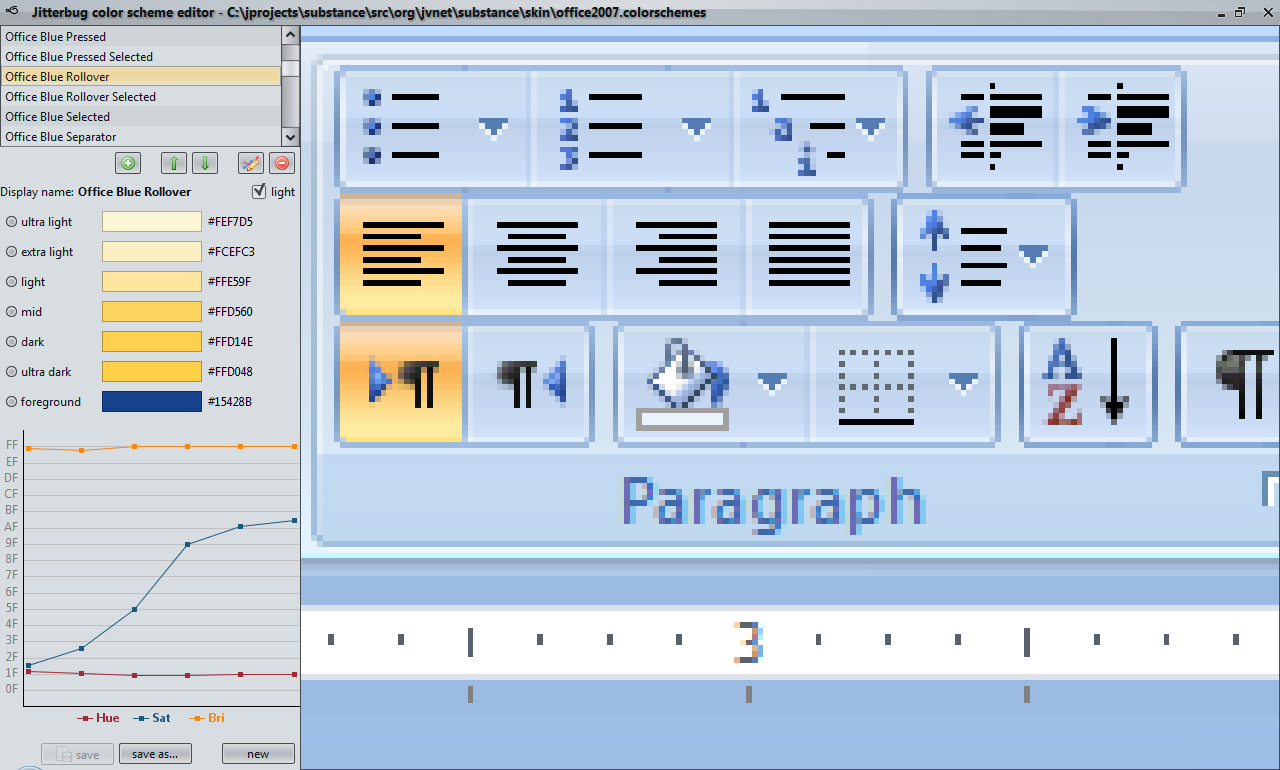 Jitterbug color scheme editor - C:\jprojects\substance\src\org\jvnet\substance\skin\office2007.colorschemes
Office Blue Pressed
Office Blue Pressed Selected
Office Blue Rollover
Office Blue Rollover Selected
Office Blue Selected
Office Blue Separator
Display name: Office Blue Rollover light
ultra light #FEF7D5
extra light #FCEFC3
light #FFE59F
mid #FFD560
dark #FFD14E
ultra dark #FFD048
foreground #15428B
FF
EF
DF
CF
BF
AF
9F
8F
7F
6F
5F
4F
3F
2F
1F
0F
Hue Sat Bri
save save as... new
1
2
3
1
a
i
¶ ¶
A
Z
¶
Paragraph
3